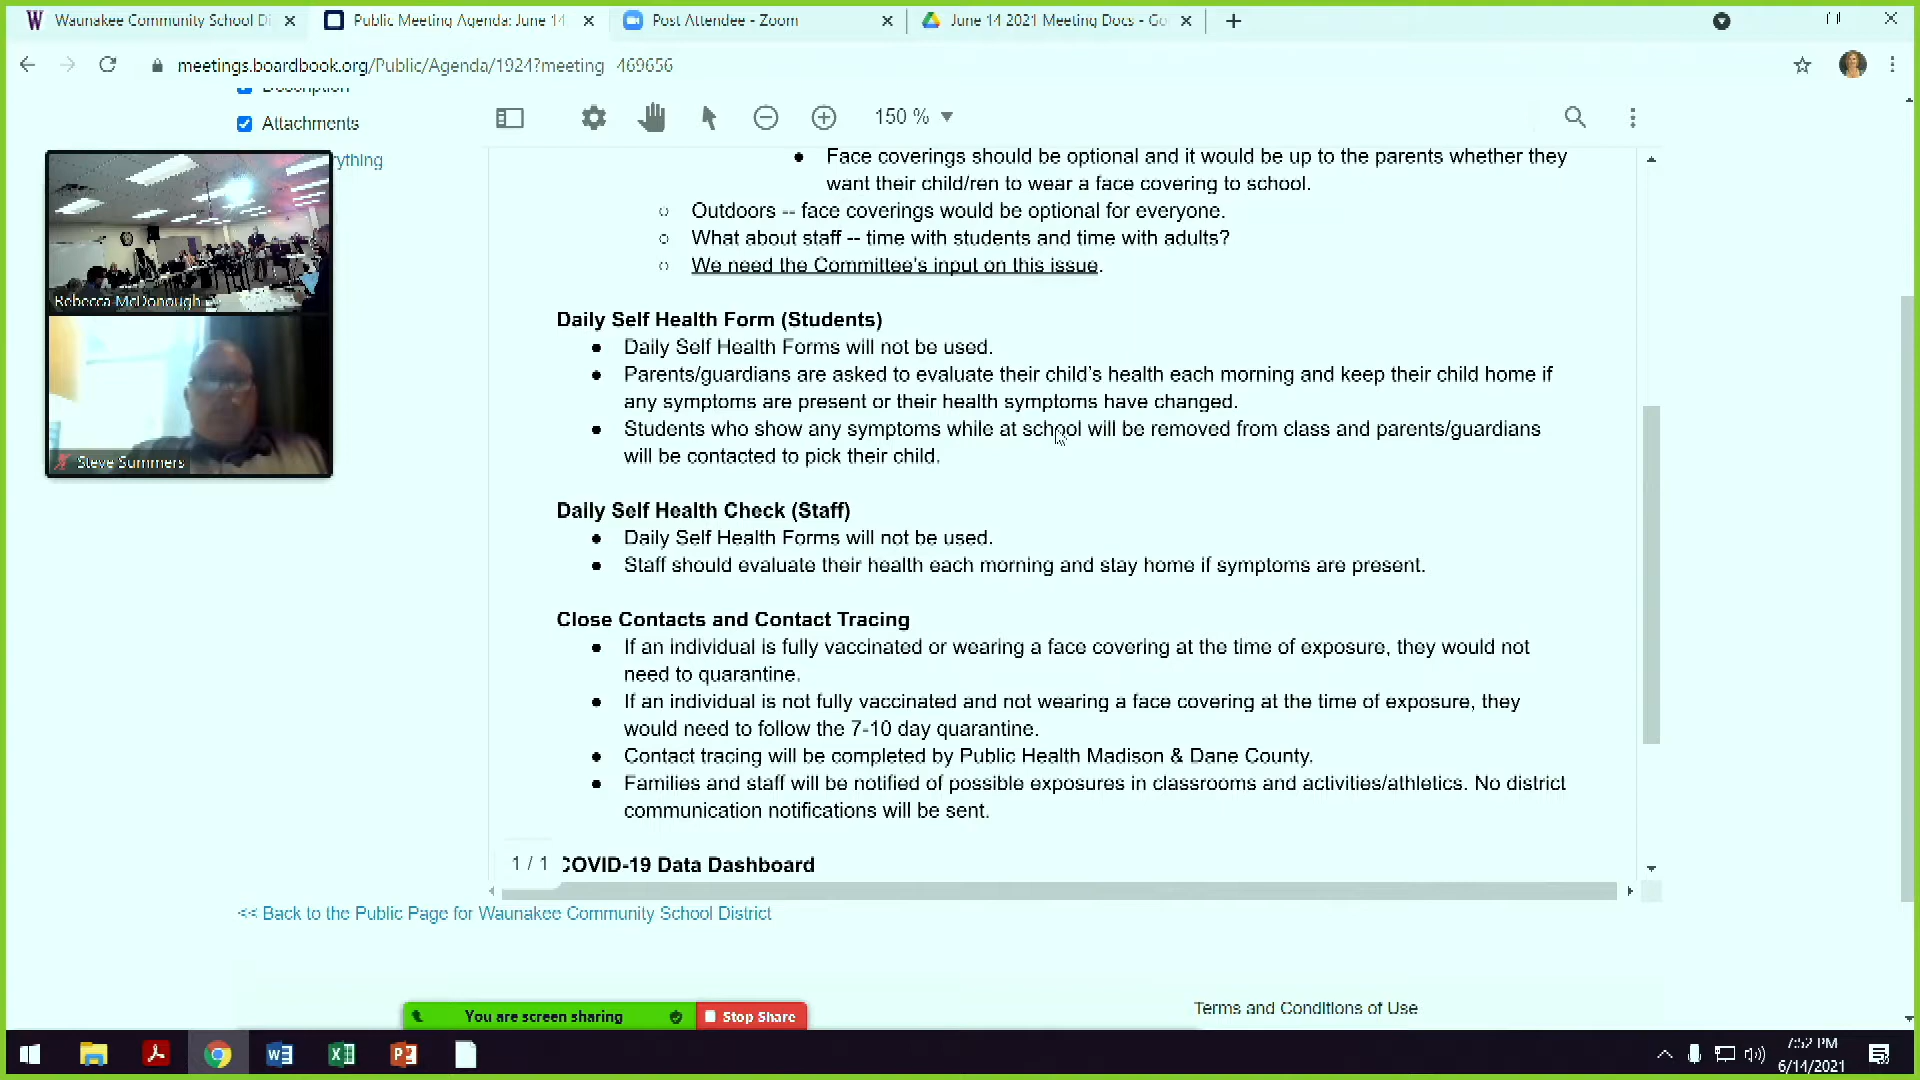 Waunakee Community School Di
Public Meeting Agenda: June 14
Post Attendee - Zoom
June 14 2021 Meeting Docs - Go
meetings.boardbook.org/Public/Agenda/1924?meeting 469656
Description
Attachments
rything
150 %
Face coverings should be optional and it would be up to the parents whether they
want their child/ren to wear a face covering to school.
Outdoors -- face coverings would be optional for everyone.
What about staff -- time with students and time with adults?
We need the Committee's input on this issue.
Rebecca McDonough
Steve Summers
Daily Self Health Form (Students)
Daily Self Health Forms will not be used.
Parents/guardians are asked to evaluate their child's health each morning and keep their child home if
any symptoms are present or their health symptoms have changed.
Students who show any symptoms while at school will be removed from class and parents/guardians
will be contacted to pick their child.
Daily Self Health Check (Staff)
Daily Self Health Forms will not be used.
Staff should evaluate their health each morning and stay home if symptoms are present.
Close Contacts and Contact Tracing
If an individual is fully vaccinated or wearing a face covering at the time of exposure, they would not
need to quarantine.
If an individual is not fully vaccinated and not wearing a face covering at the time of exposure, they
would need to follow the 7-10 day quarantine.
Contact tracing will be completed by Public Health Madison & Dane County.
Families and staff will be notified of possible exposures in classrooms and activities/athletics. No district
communication notifications will be sent.
1 / 1
COVID-19 Data Dashboard
<< Back to the Public Page for Waunakee Community School District
Terms and Conditions of Use
You are screen sharing
Stop Share
7:52 PM
6/14/2021